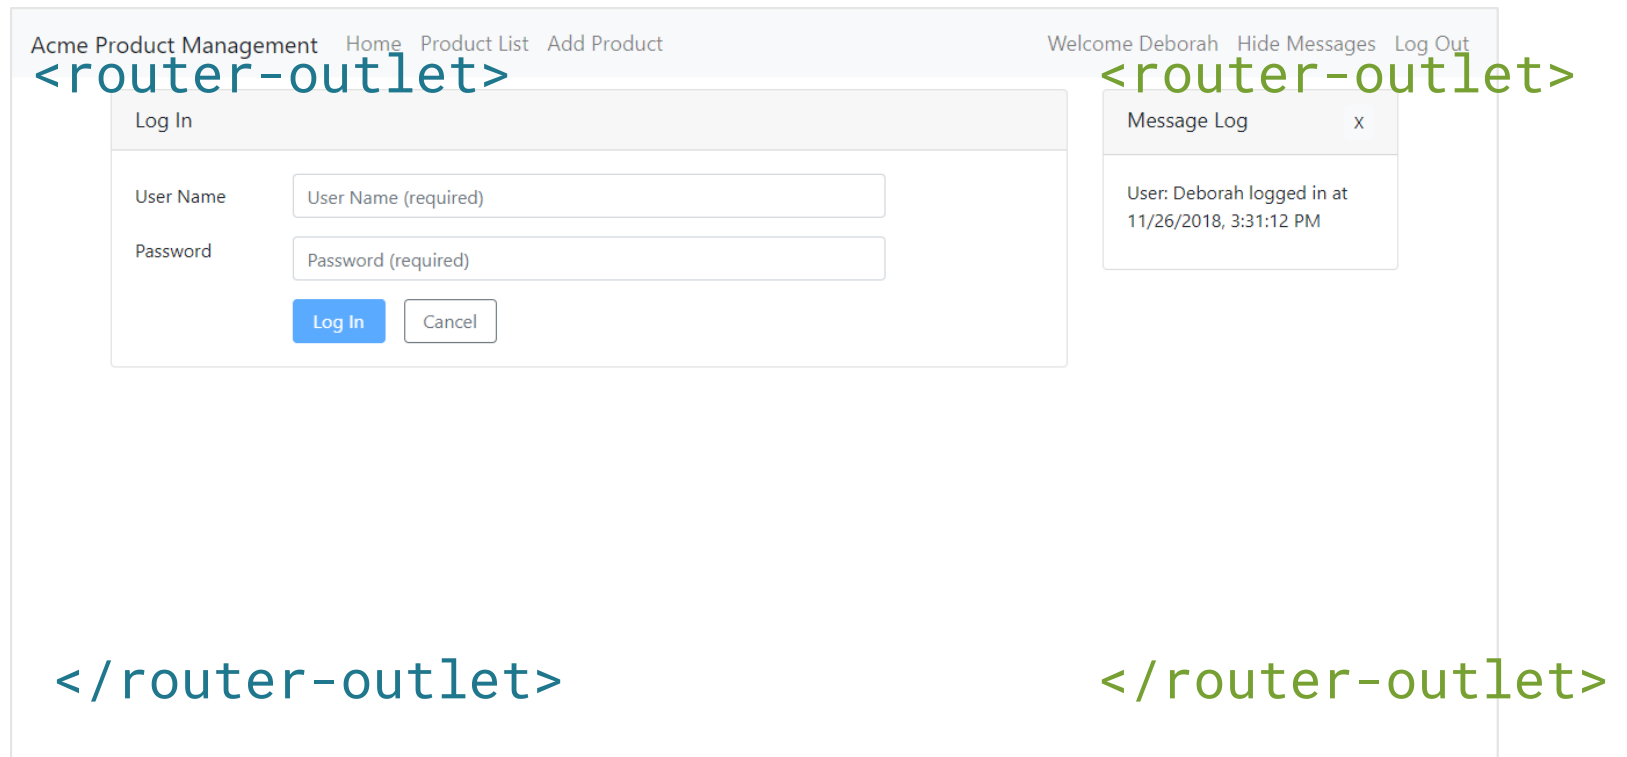 Acme Product Management Home Product List Add Product Welcome Deborah Hide Messages Log Out
<router-outlet> <router-outlet>
Log In
Message Log x
User Name User Name (required)
User: Deborah logged in at
11/26/2018, 3:31:12 PM
Password Password (required)
Log In Cancel
</router-outlet> </router-outlet>